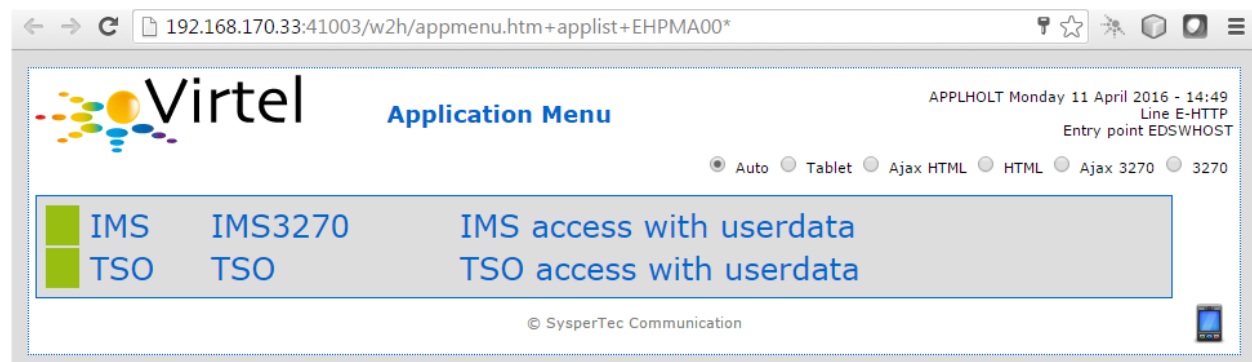 192.168.170.33:41003/w2h/appmenu.htm+applist+EHPMA00*
Virtel
Application Menu
APPLHOLT Monday 11 April 2016 - 14:49
Line E-HTTP
Entry point EDSWHOST
Auto Tablet Ajax HTML HTML Ajax 3270 3270
IMS IMS3270 IMS access with userdata
TSO TSO TSO access with userdata
© SysperTec Communication